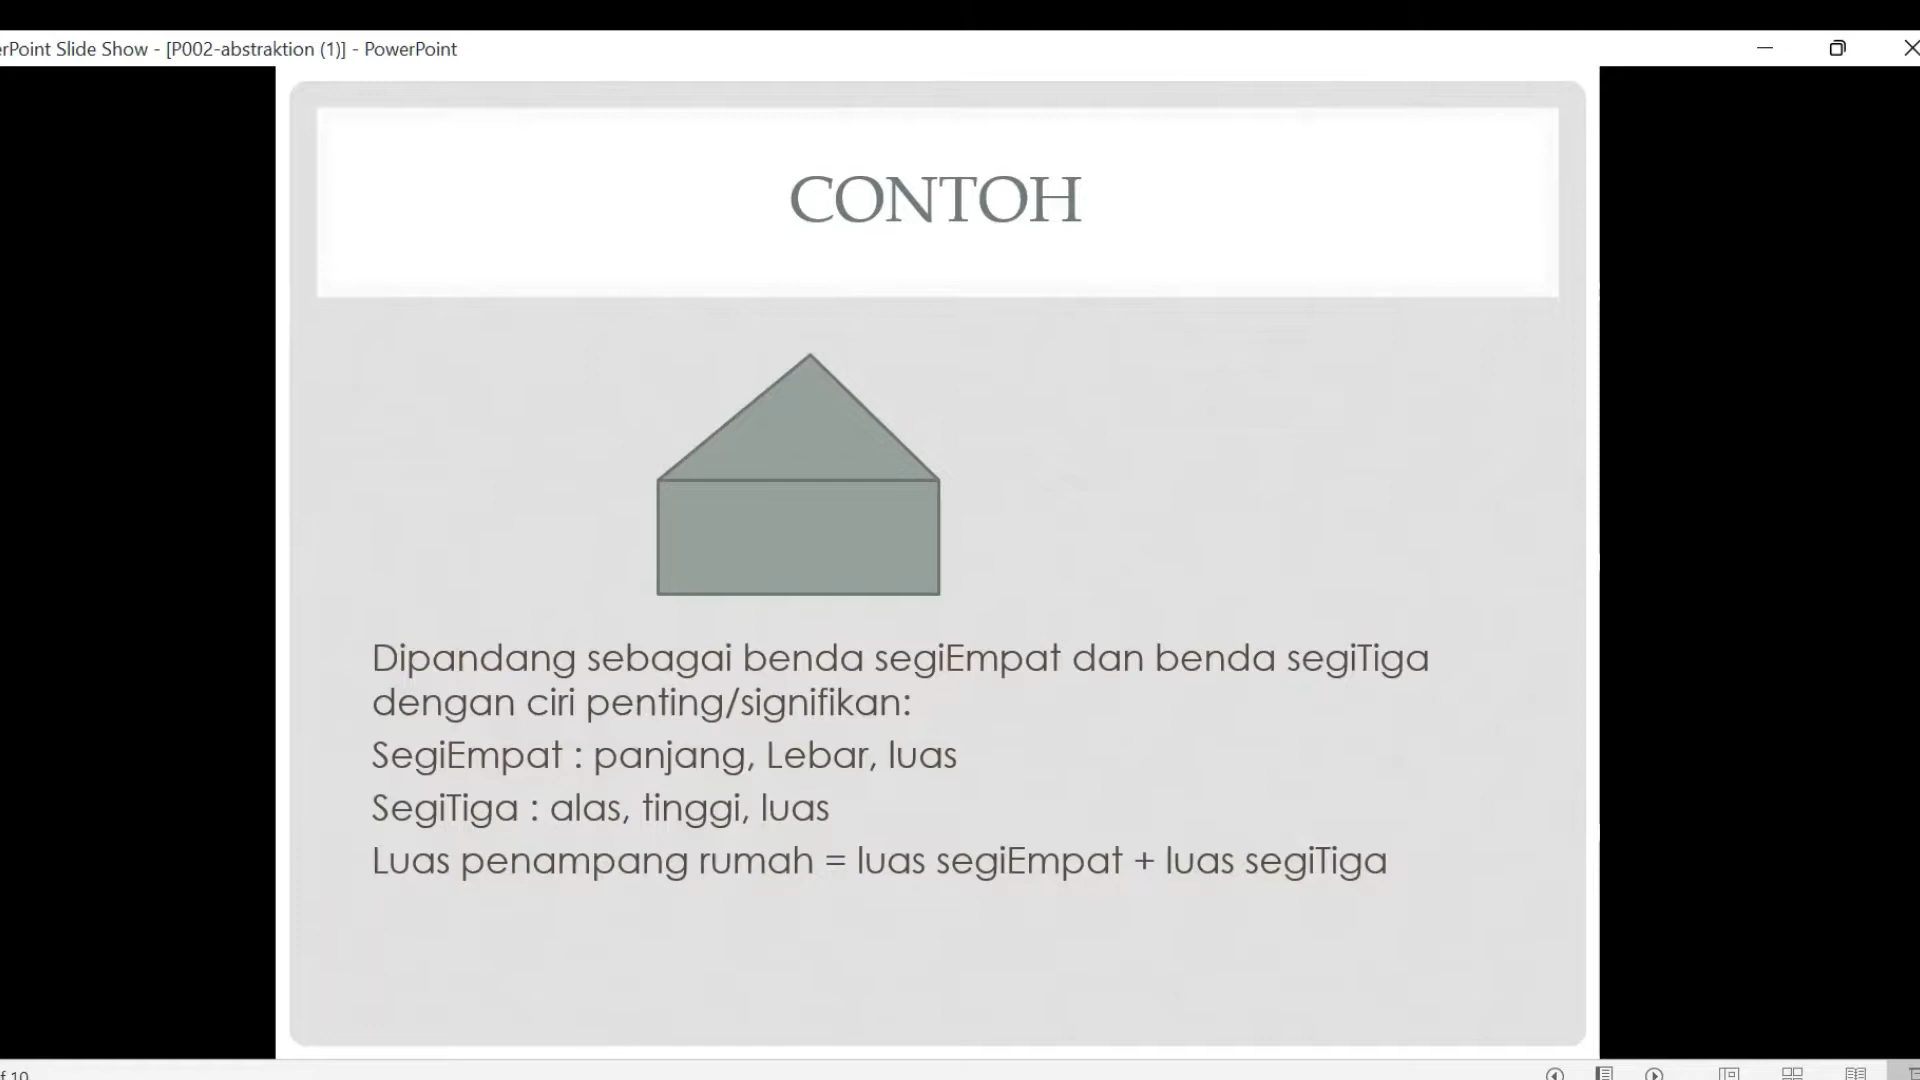 erPoint Slide Show - [P002-abstraktion (1)] - PowerPoint
CONTOH
Dipandang sebagai benda segiEmpat dan benda segiTiga
dengan ciri penting/signifikan:
SegiEmpat : panjang, Lebar, luas
SegiTiga : alas, tinggi, luas
Luas penampang rumah = luas segiEmpat + luas segiTiga
f 10